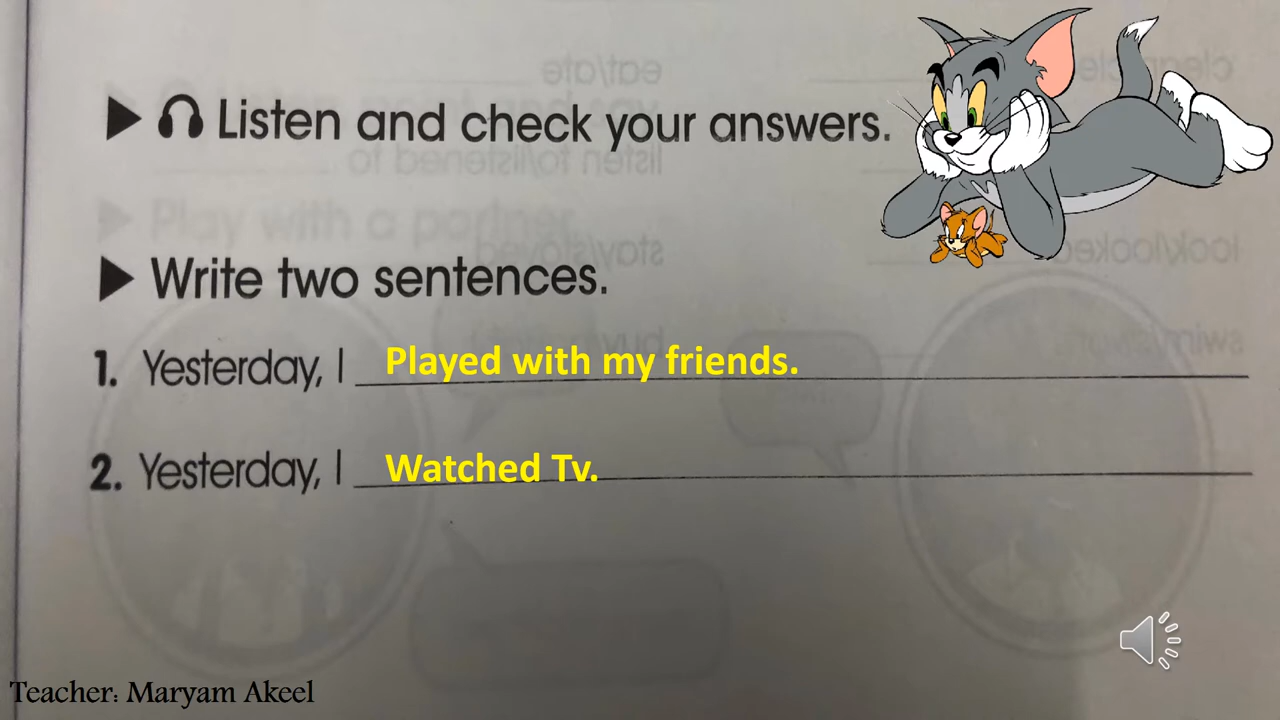 Listen and check your answers.
Write two sentences.
1. Yesterday, I Played with my friends.
2. Yesterday, I Watched Tv.
Teacher: Maryam Akeel